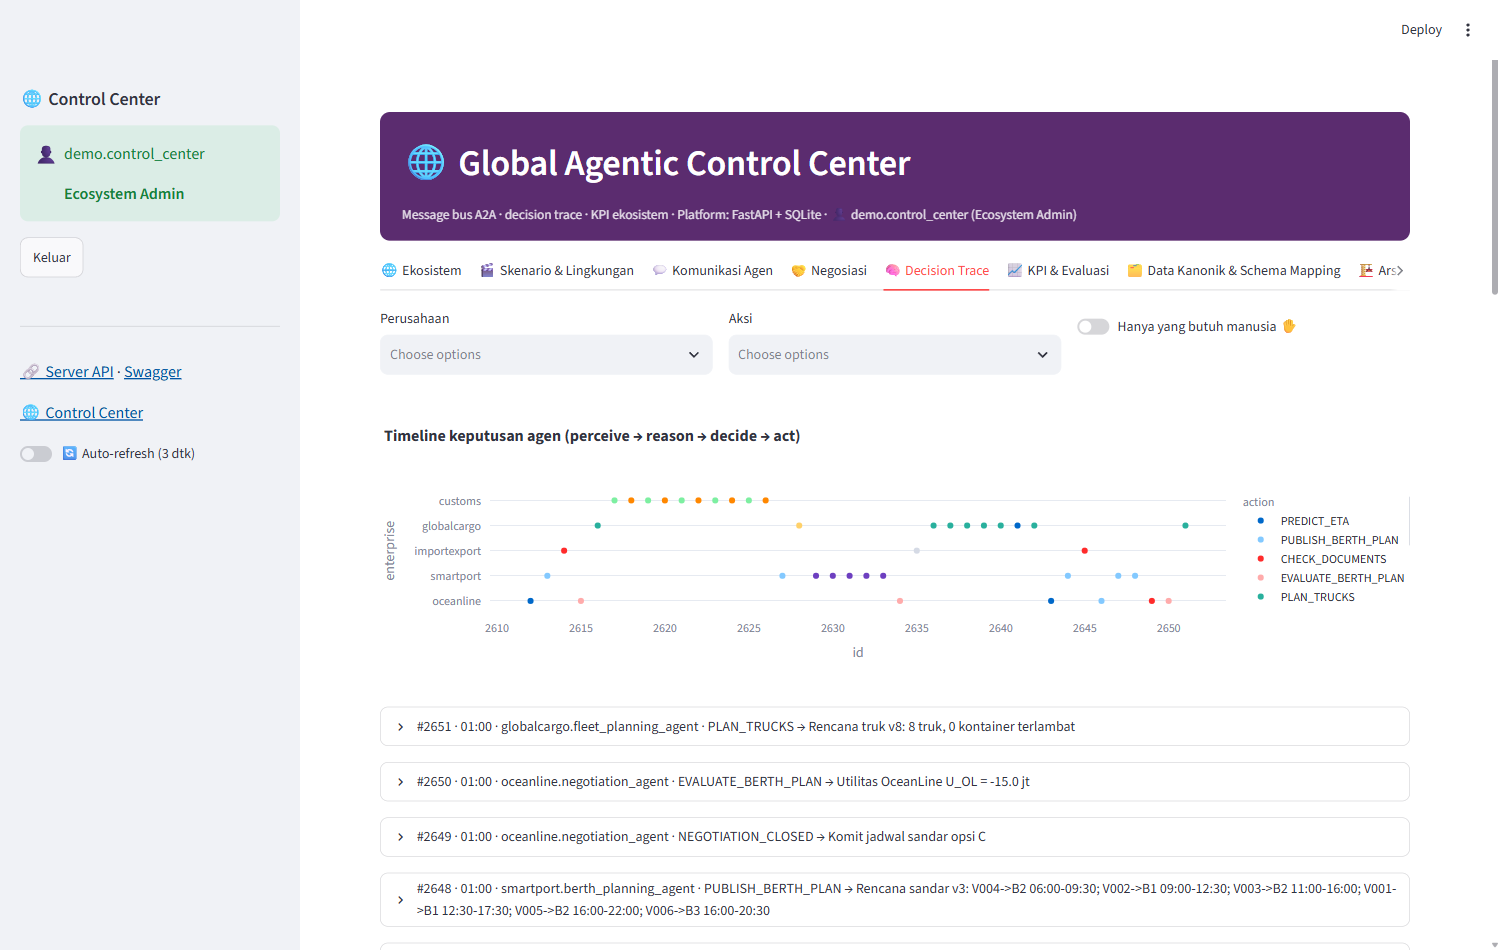 Deploy
Control Center
demo.control_center
Ecosystem Admin
Keluar
Server API · Swagger
Control Center
Auto-refresh (3 dtk)
Global Agentic Control Center
Message bus A2A · decision trace · KPI ekosistem · Platform: FastAPI + SQLite · demo.control_center (Ecosystem Admin)
Ekosistem
Skenario & Lingkungan
Komunikasi Agen
Negosiasi
Decision Trace
KPI & Evaluasi
Data Kanonik & Schema Mapping
Perusahaan
Choose options
Aksi
Choose options
Hanya yang butuh manusia
Timeline keputusan agen (perceive → reason → decide → act)
enterprise
customs
globalcargo
importexport
smartport
oceanline
2610 2615 2620 2625 2630 2635 2640 2645 2650
id
action
PREDICT_ETA
PUBLISH_BERTH_PLAN
CHECK_DOCUMENTS
EVALUATE_BERTH_PLAN
PLAN_TRUCKS
#2651 · 01:00 · globalcargo.fleet_planning_agent · PLAN_TRUCKS → Rencana truk v8: 8 truk, 0 kontainer terlambat
#2650 · 01:00 · oceanline.negotiation_agent · EVALUATE_BERTH_PLAN → Utilitas OceanLine U_OL = -15.0 jt
#2649 · 01:00 · oceanline.negotiation_agent · NEGOTIATION_CLOSED → Komit jadwal sandar opsi C
#2648 · 01:00 · smartport.berth_planning_agent · PUBLISH_BERTH_PLAN → Rencana sandar v3: V004->B2 06:00-09:30; V002->B1 09:00-12:30; V003->B2 11:00-16:00; V001-
>B1 12:30-17:30; V005->B2 16:00-22:00; V006->B3 16:00-20:30